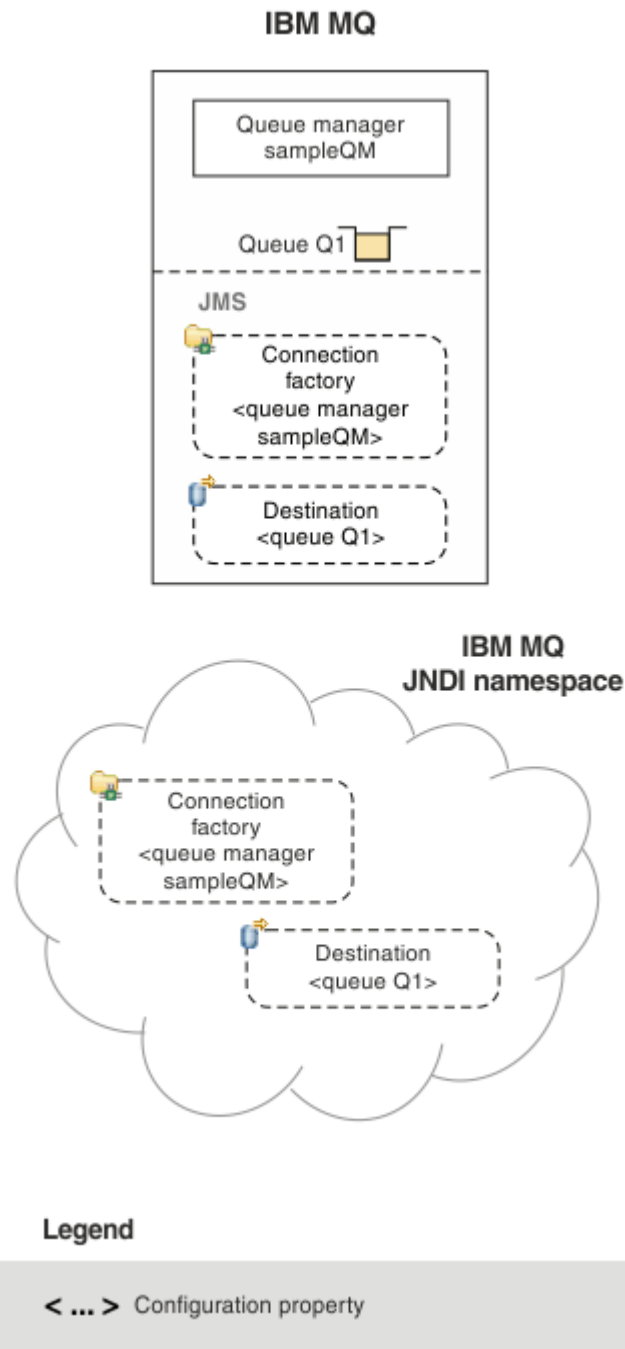 IBM MQ
Queue manager
sampleQM
Queue Q1
JMS
Connection
factory
<queue manager
sampleQM>
Destination
<queue Q1>
IBM MQ
JNDI namespace
Connection
factory
<queue manager
sampleQM>
Destination
<queue Q1>
Legend
< ... > Configuration property